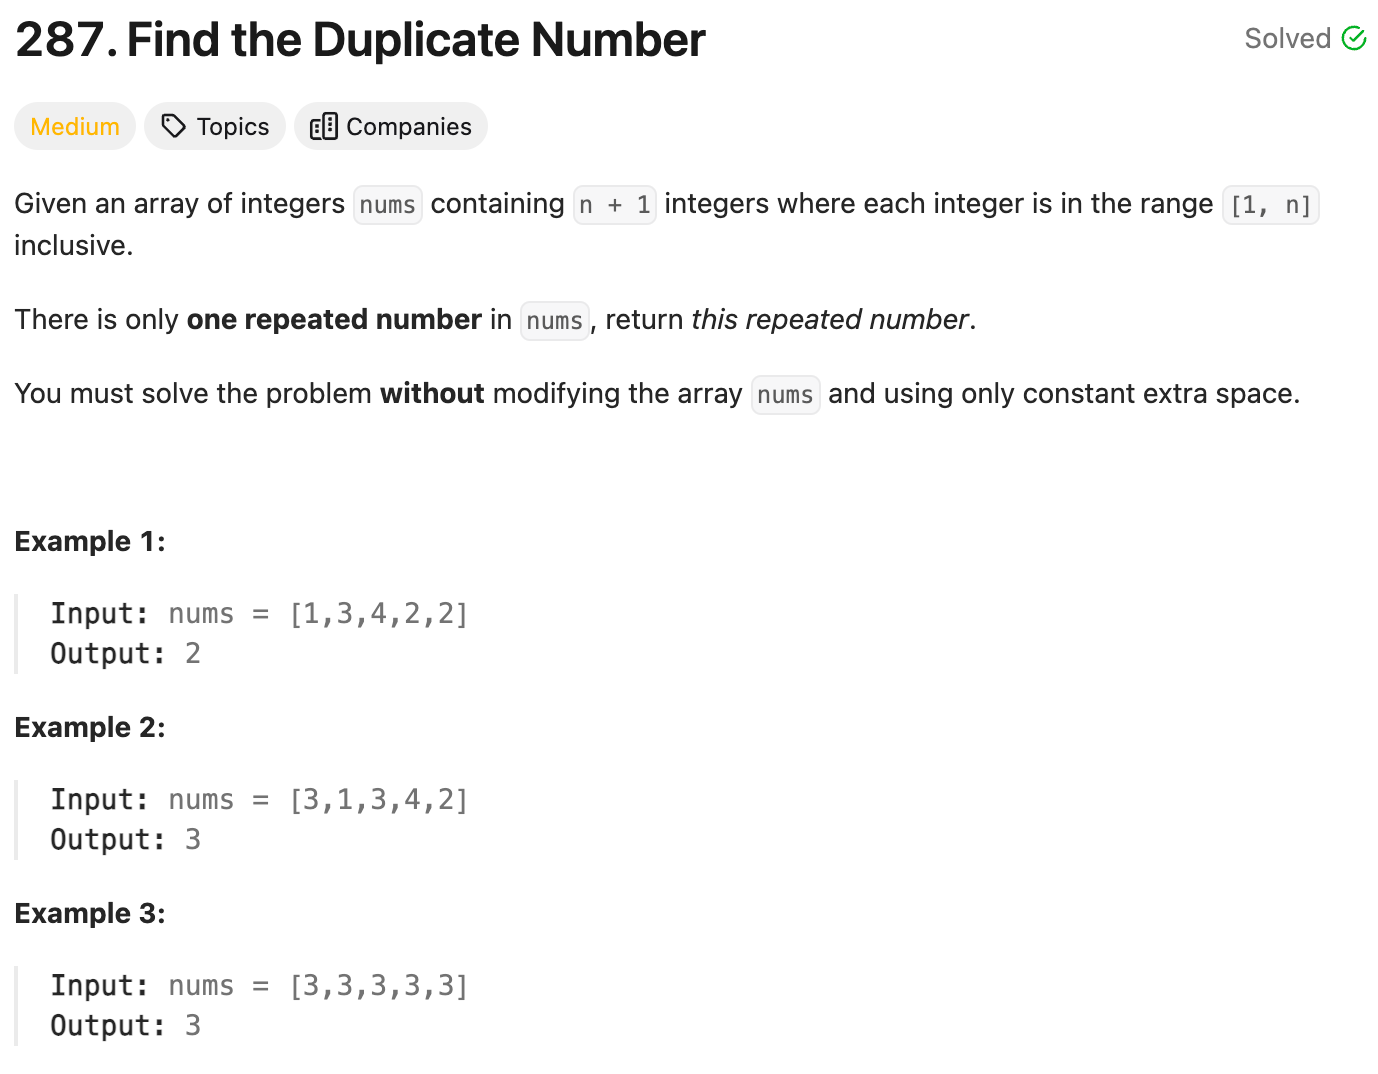 287. Find the Duplicate Number
Solved
Medium
Topics
Companies
Given an array of integers nums containing n + 1 integers where each integer is in the range [1, n]
inclusive.
There is only one repeated number in nums, return this repeated number.
You must solve the problem without modifying the array nums and using only constant extra space.
Example 1:
Input: nums = [1,3,4,2,2]
Output: 2
Example 2:
Input: nums = [3,1,3,4,2]
Output: 3
Example 3:
Input: nums = [3,3,3,3,3]
Output: 3